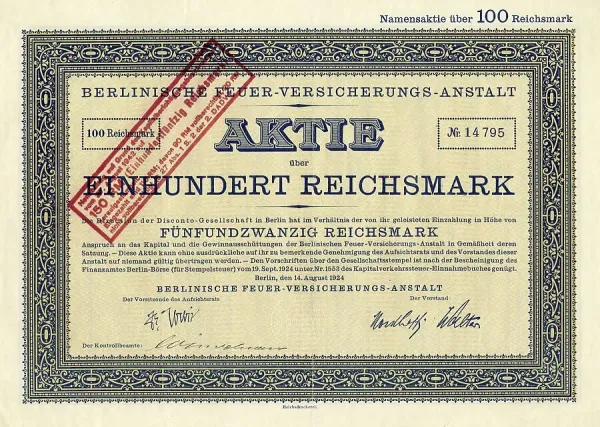 Namensaktie über 100 Reichsmark
BERLINISCHE FEUER-VERSICHERUNGS-ANSTALT
100 Reichsmark
AKTIE
№ 14795
über
EINHUNDERT REICHSMARK
Die Direction der Disconto-Gesellschaft in Berlin hat im Verhältnis der von ihr geleisteten Einzahlung in Höhe von
FÜNFUNDZWANZIG REICHSMARK
Anspruch an das Kapital und die Gewinnausschüttungen der Berlinischen Feuer-Versicherungs-Anstalt in Gemäßheit deren
Satzung. – Diese Aktie kann ohne ausdrückliche auf ihr zu bemerkende Genehmigung des Aufsichtsrats und des Vorstandes dieser
Anstalt auf niemand gültig übertragen werden. – Den Vorschriften über den Gesellschaftsstempel ist nach der Bescheinigung des
Finanzamtes Berlin-Börse (für Stempelsteuer) vom 19. Sept. 1924 unter Nr. 1553 des Kapitalverkehrsteuer-Einnahmebuches genügt.
Berlin, den 14. August 1924
BERLINISCHE FEUER-VERSICHERUNGS-ANSTALT
Der Vorsitzende des Aufsichtsrats
Der Vorstand
Der Kontrollbeamte:
Reichsdruckerei